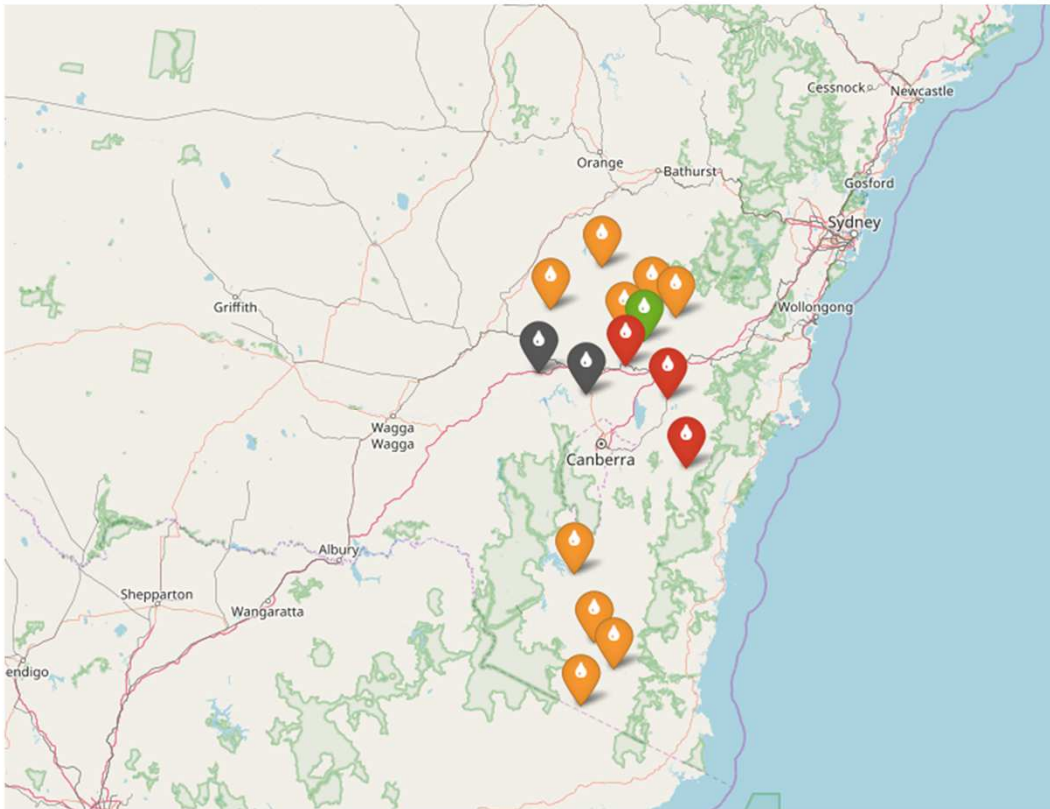 Cessnock
Newcastle
Orange
Bathurst
Gosford
Sydney
Griffith
Wollongong
Wagga
Wagga
Canberra
Albury
Shepparton
Wangaratta
endigo